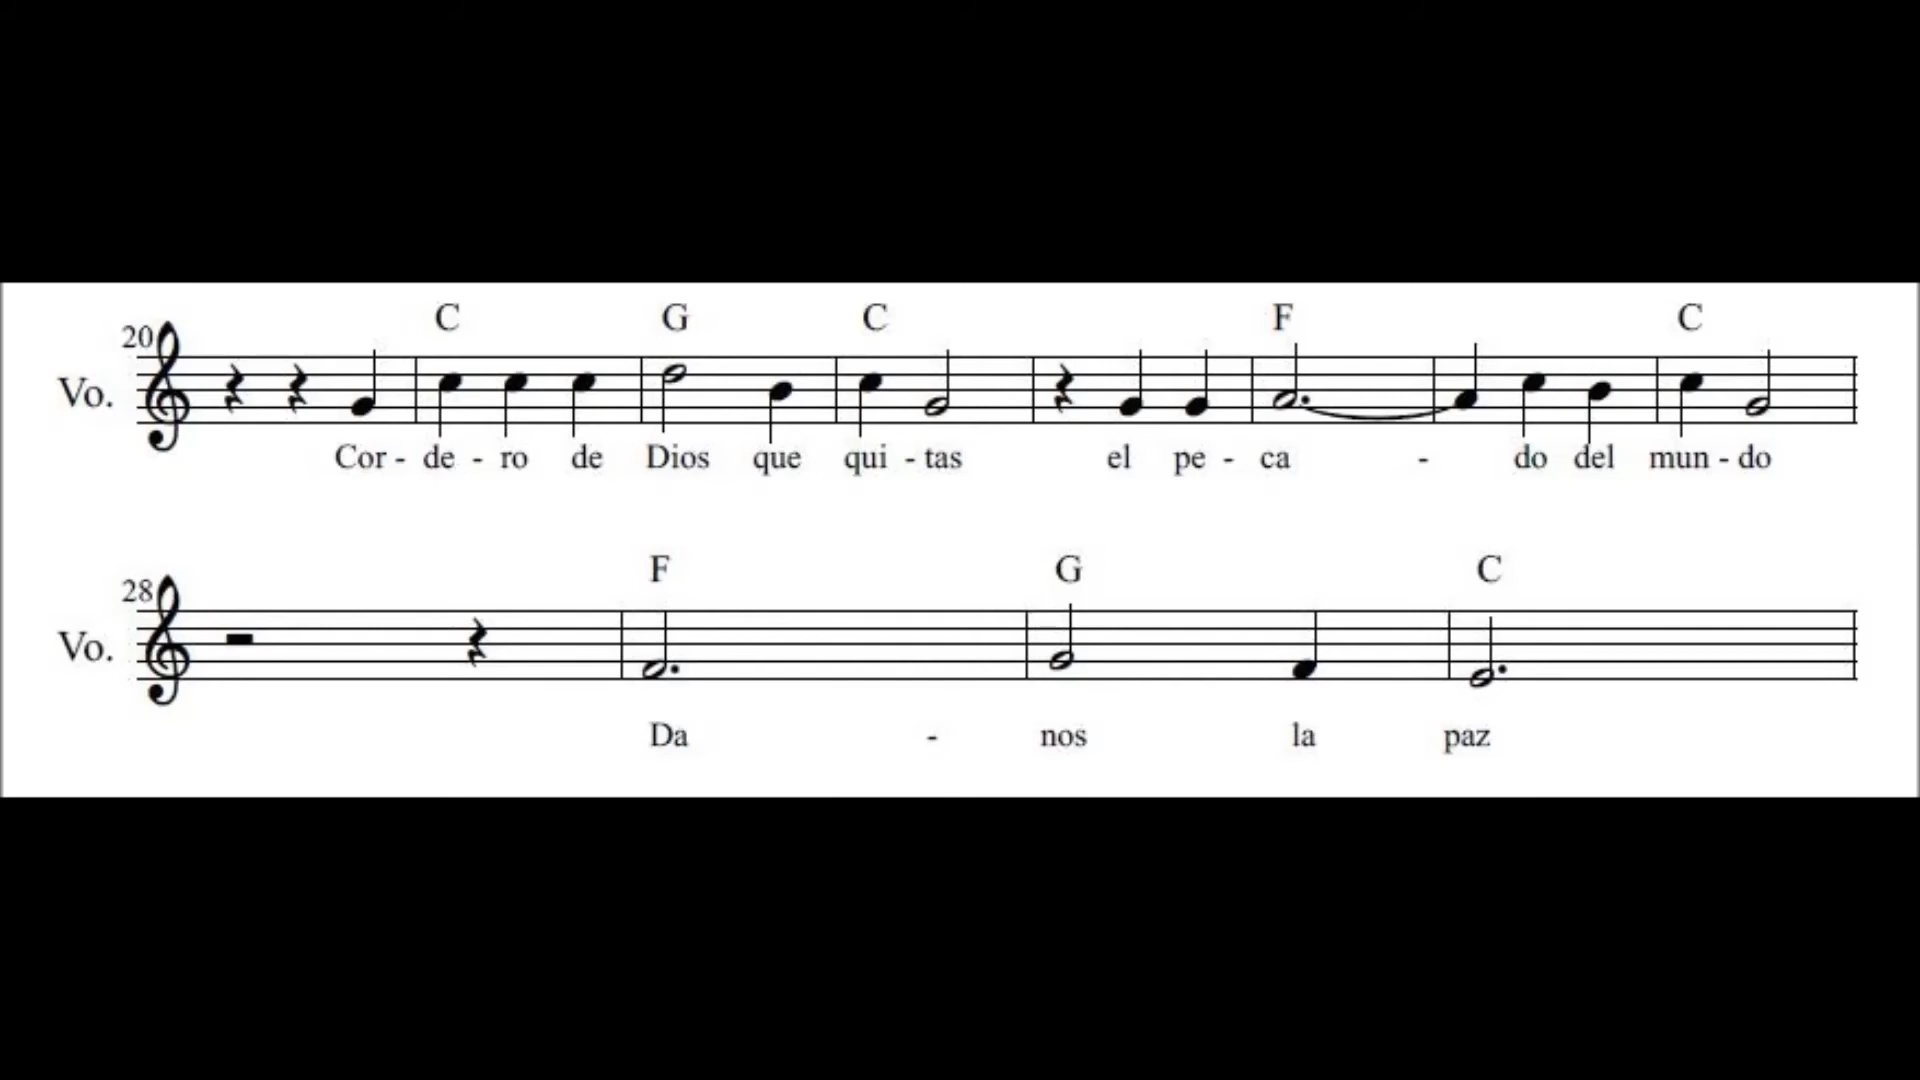 C G C F C
20
Vo.
Cor - de - ro de Dios que qui - tas el pe - ca - do del mun - do
F G C
28
Vo.
Da - nos la paz